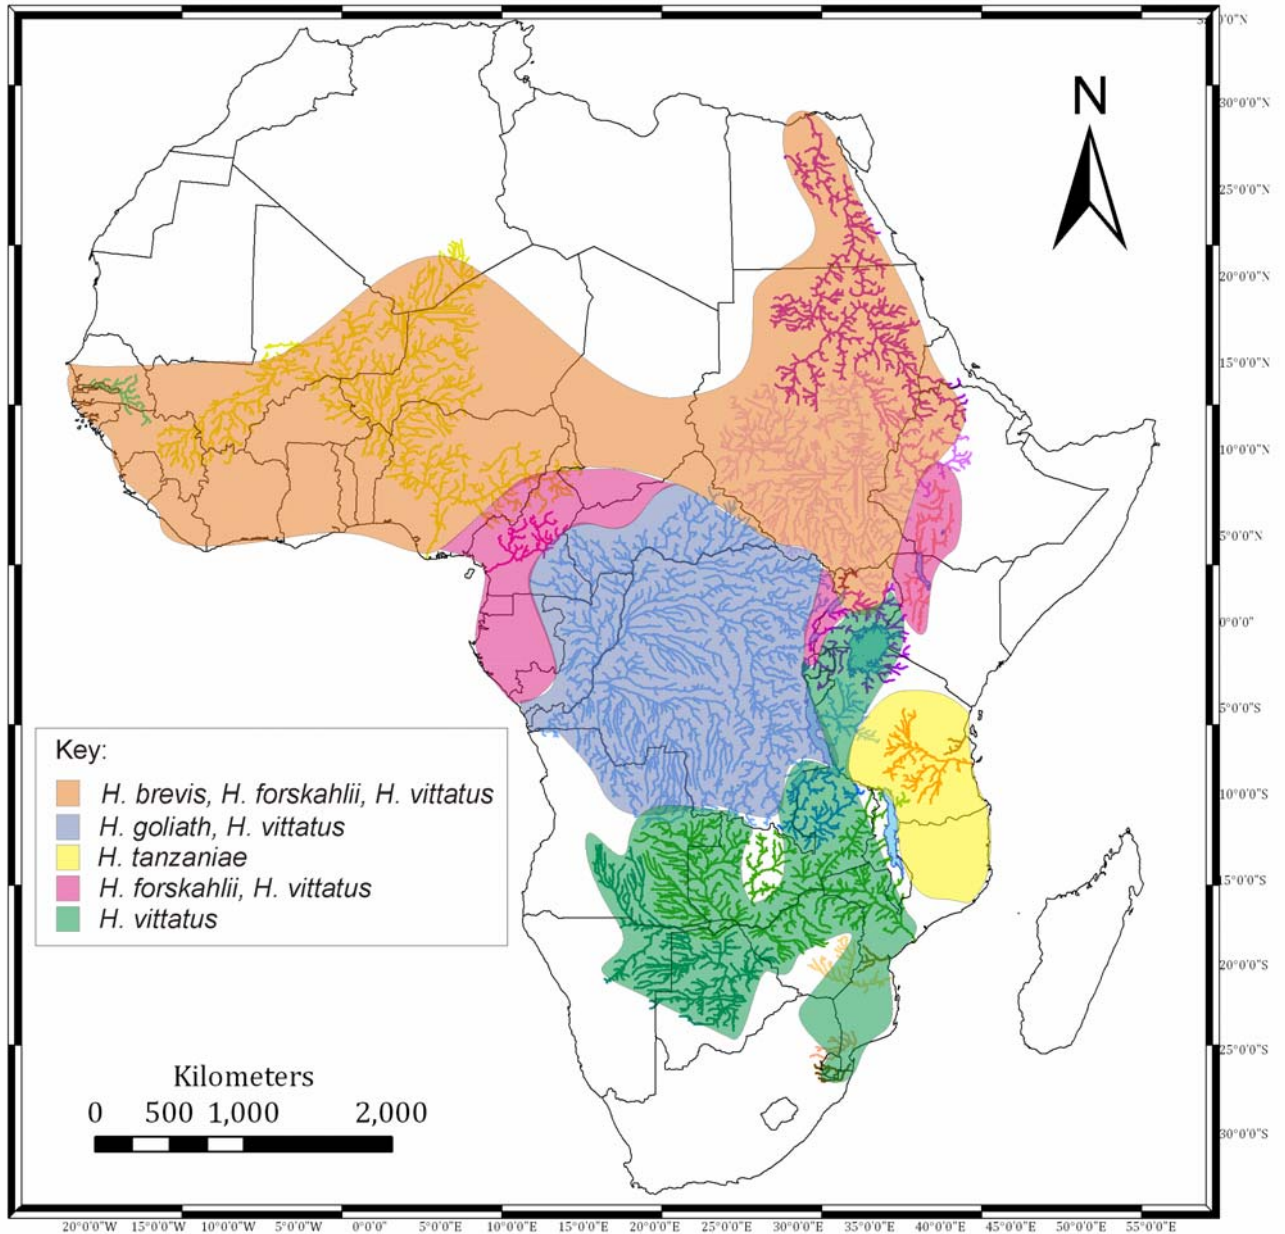 35°0'0"N
N
30°0'0"N
25°0'0"N
20°0'0"N
15°0'0"N
10°0'0"N
5°0'0"N
0°0'0"
5°0'0"S
10°0'0"S
15°0'0"S
20°0'0"S
25°0'0"S
30°0'0"S
Key:
H. brevis, H. forskahlii, H. vittatus
H. goliath, H. vittatus
H. tanzaniae
H. forskahlii, H. vittatus
H. vittatus
Kilometers
0 500 1,000 2,000
20°0'0"W 15°0'0"W 10°0'0"W 5°0'0"W 0°0'0" 5°0'0"E 10°0'0"E 15°0'0"E 20°0'0"E 25°0'0"E 30°0'0"E 35°0'0"E 40°0'0"E 45°0'0"E 50°0'0"E 55°0'0"E